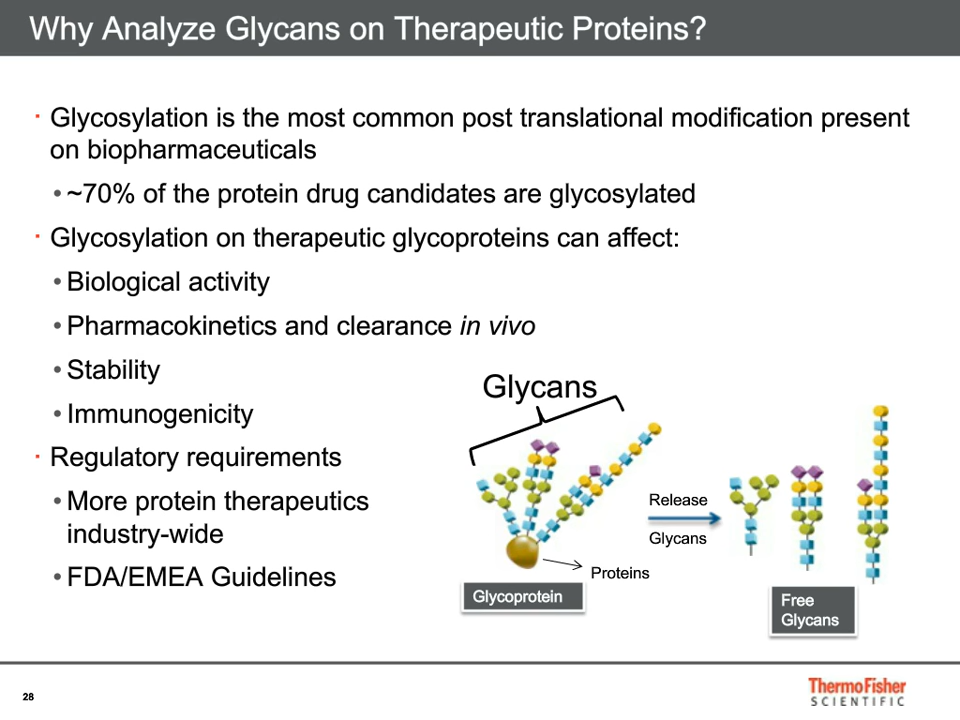 Why Analyze Glycans on Therapeutic Proteins?
· Glycosylation is the most common post translational modification present
on biopharmaceuticals
• ~70% of the protein drug candidates are glycosylated
· Glycosylation on therapeutic glycoproteins can affect:
• Biological activity
• Pharmacokinetics and clearance in vivo
• Stability
• Immunogenicity
· Regulatory requirements
• More protein therapeutics
industry-wide
• FDA/EMEA Guidelines
Glycans
Release
Glycans
Proteins
Glycoprotein
Free
Glycans
28
ThermoFisher
SCIENTIFIC